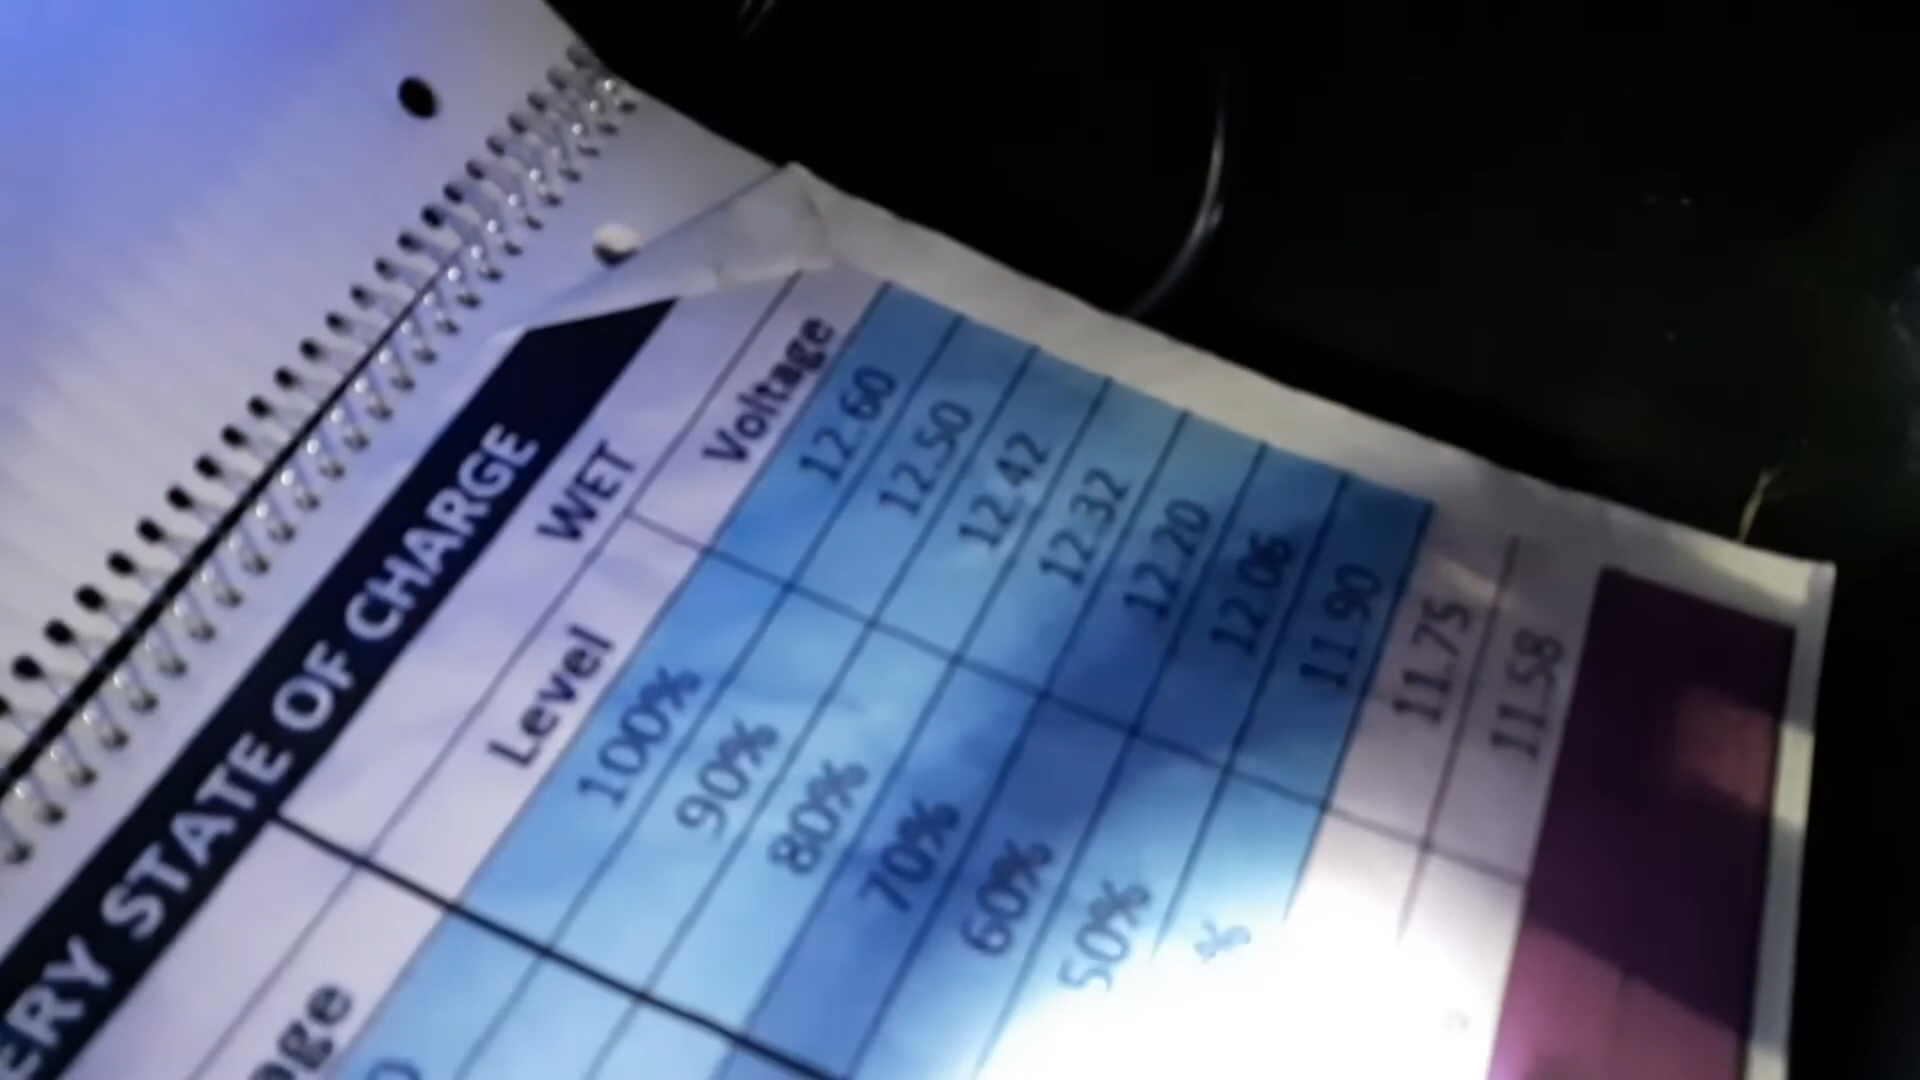 ERY STATE OF CHARGE
WET
Level Voltage
100% 12.60
90% 12.50
80% 12.42
70% 12.32
60% 12.20
50% 12.06
% 11.90
11.75
11.58
age